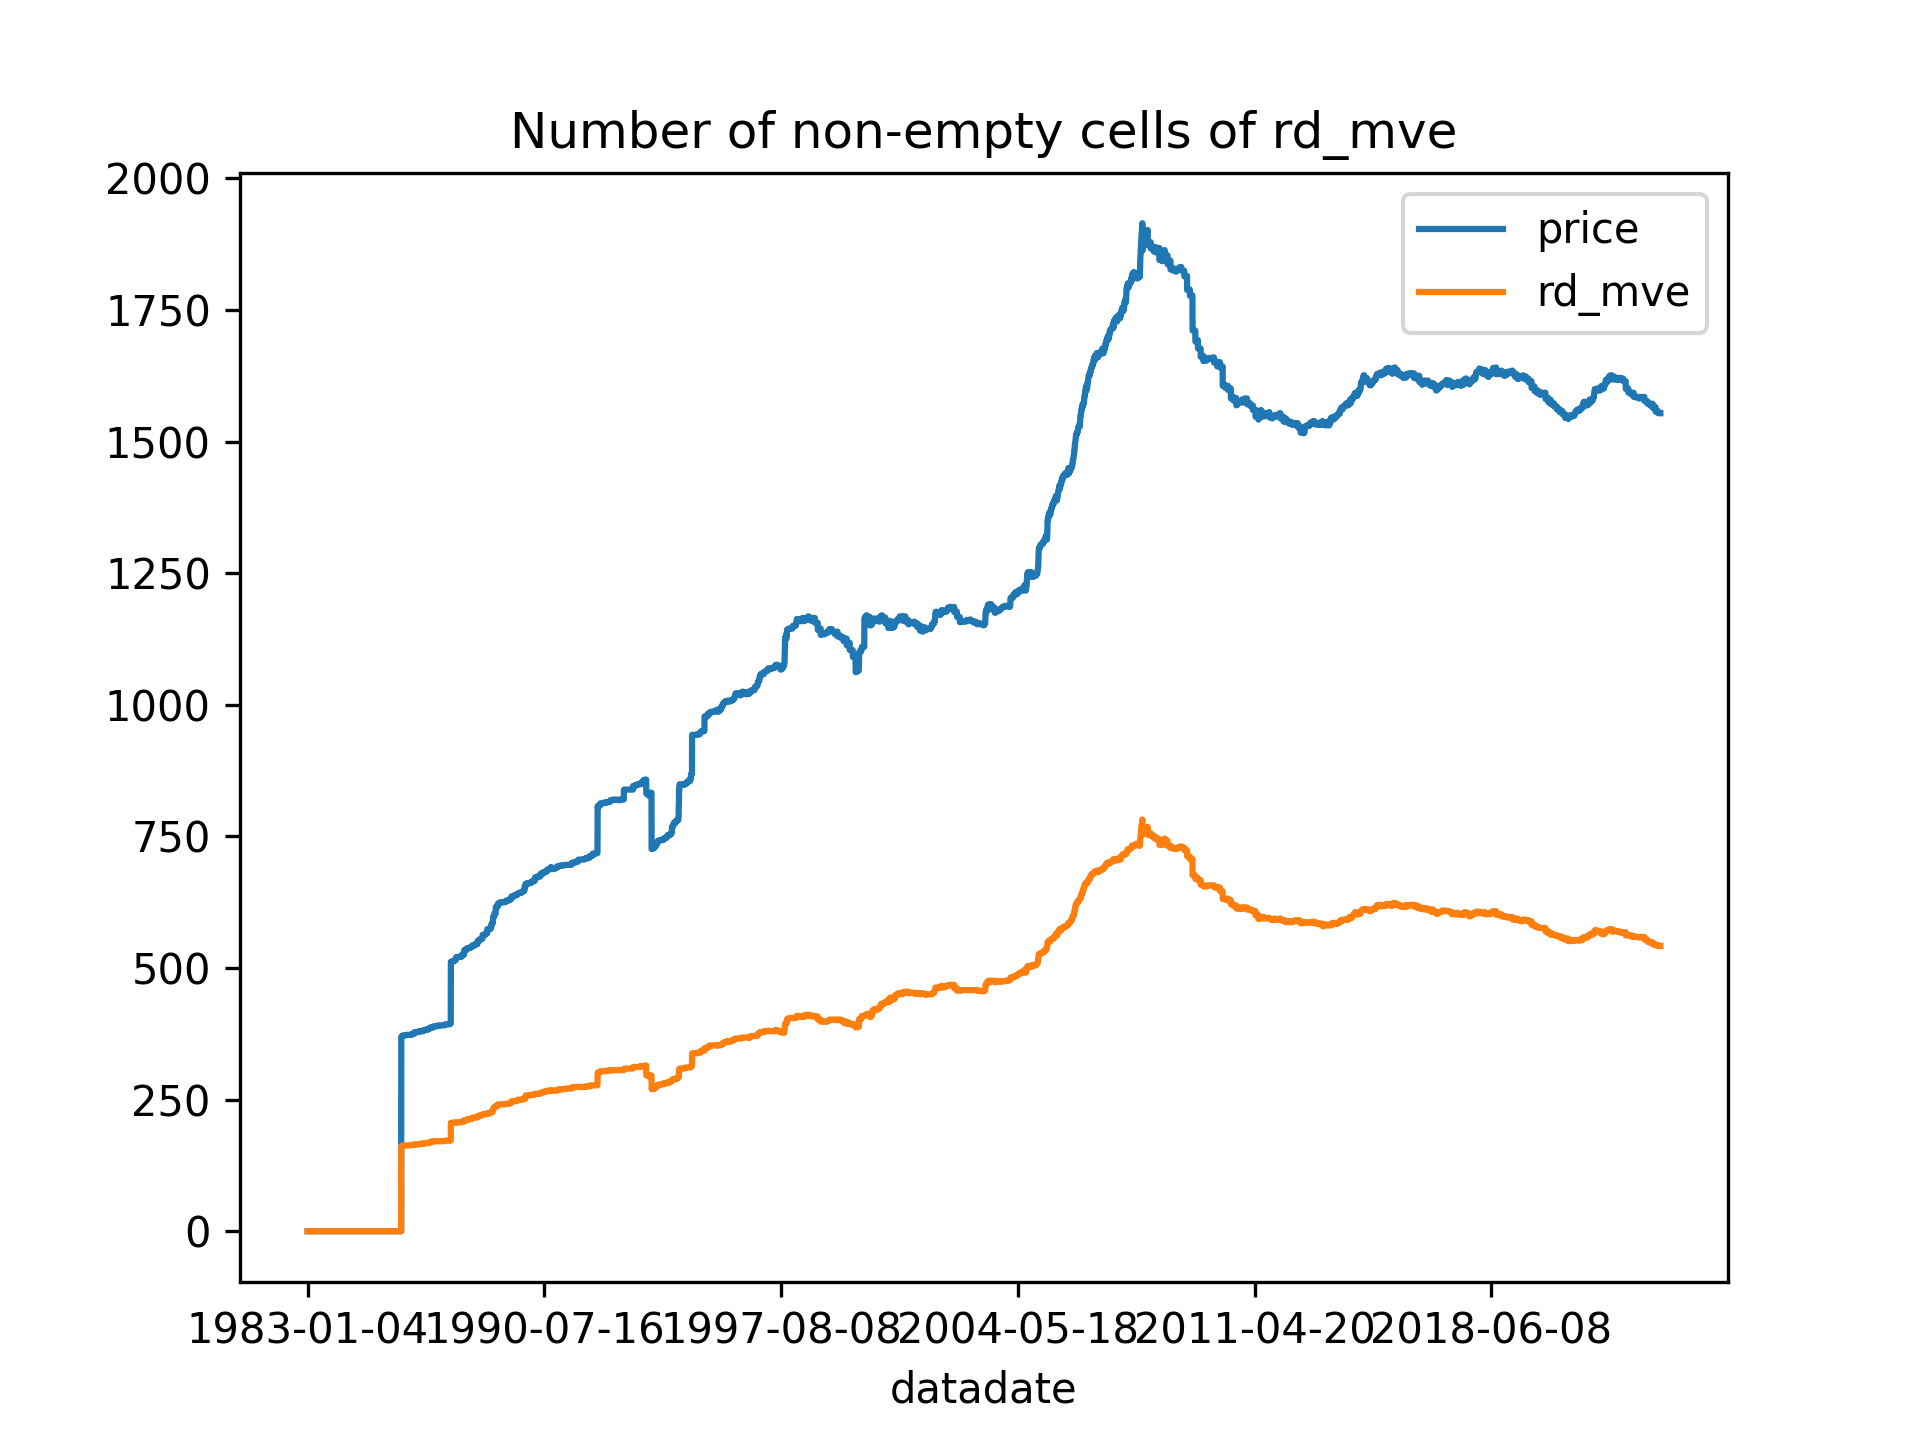 Number of non-empty cells of rd_mve
2000
1750
1500
1250
1000
750
500
250
0
price
rd_mve
1983-01-04 1990-07-16 1997-08-08 2004-05-18 2011-04-20 2018-06-08
datadate